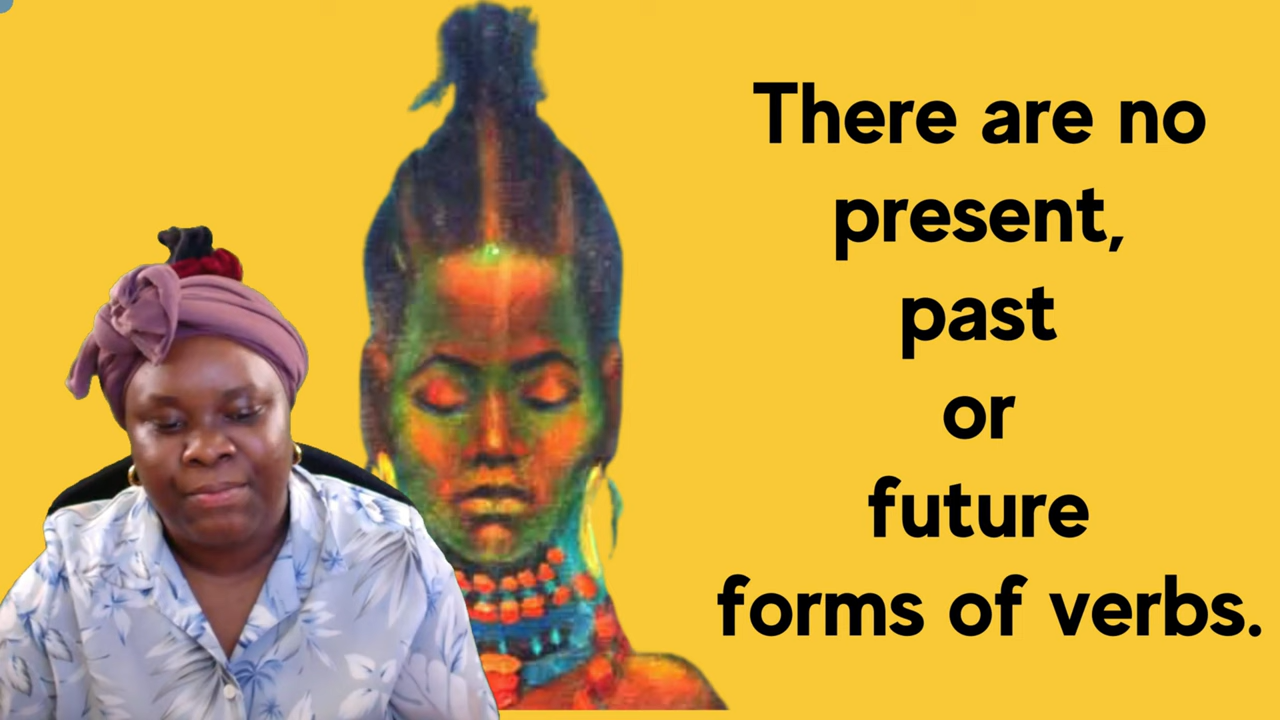 There are no
present,
past
or
future
forms of verbs.